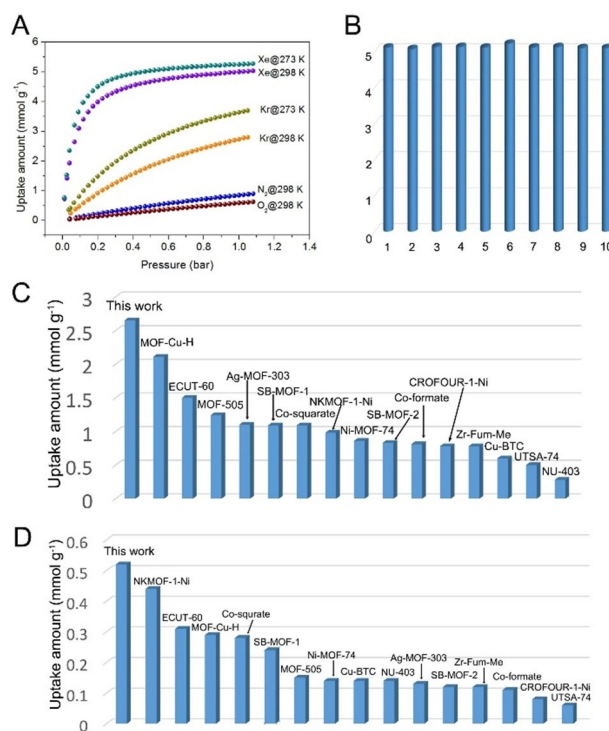 A
B
6
5
4
3
2
1
0
Uptake amount (mmol g⁻¹)
Xe@273 K
Xe@298 K
Kr@273 K
Kr@298 K
N₂@298 K
O₂@298 K
0.0 0.2 0.4 0.6 0.8 1.0 1.2 1.4
Pressure (bar)
5
4
3
2
1
0
1 2 3 4 5 6 7 8 9 10
C
3
2.5
2
1.5
1
0.5
0
Uptake amount (mmol g⁻¹)
This work
MOF-Cu-H
ECUT-60
MOF-505
Ag-MOF-303
SB-MOF-1
Co-squarate
NKMOF-1-Ni
Ni-MOF-74
SB-MOF-2
Co-formate
CROFOUR-1-Ni
Zr-Fum-Me
Cu-BTC
UTSA-74
NU-403
D
0.6
0.5
0.4
0.3
0.2
0.1
0
Uptake amount (mmol g⁻¹)
This work
NKMOF-1-Ni
ECUT-60
MOF-Cu-H
Co-squrate
SB-MOF-1
MOF-505
Ni-MOF-74
Cu-BTC
NU-403
Ag-MOF-303
SB-MOF-2
Zr-Fum-Me
Co-formate
CROFOUR-1-Ni
UTSA-74